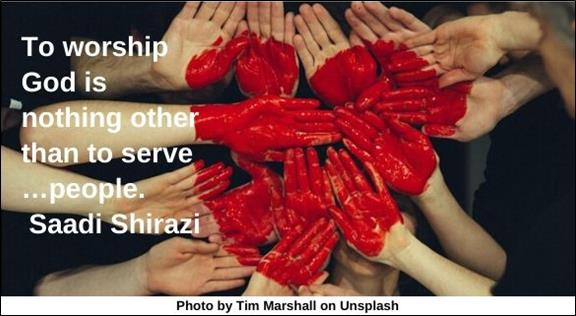 To worship
God is
nothing other
than to serve
…people.
Saadi Shirazi
Photo by Tim Marshall on Unsplash